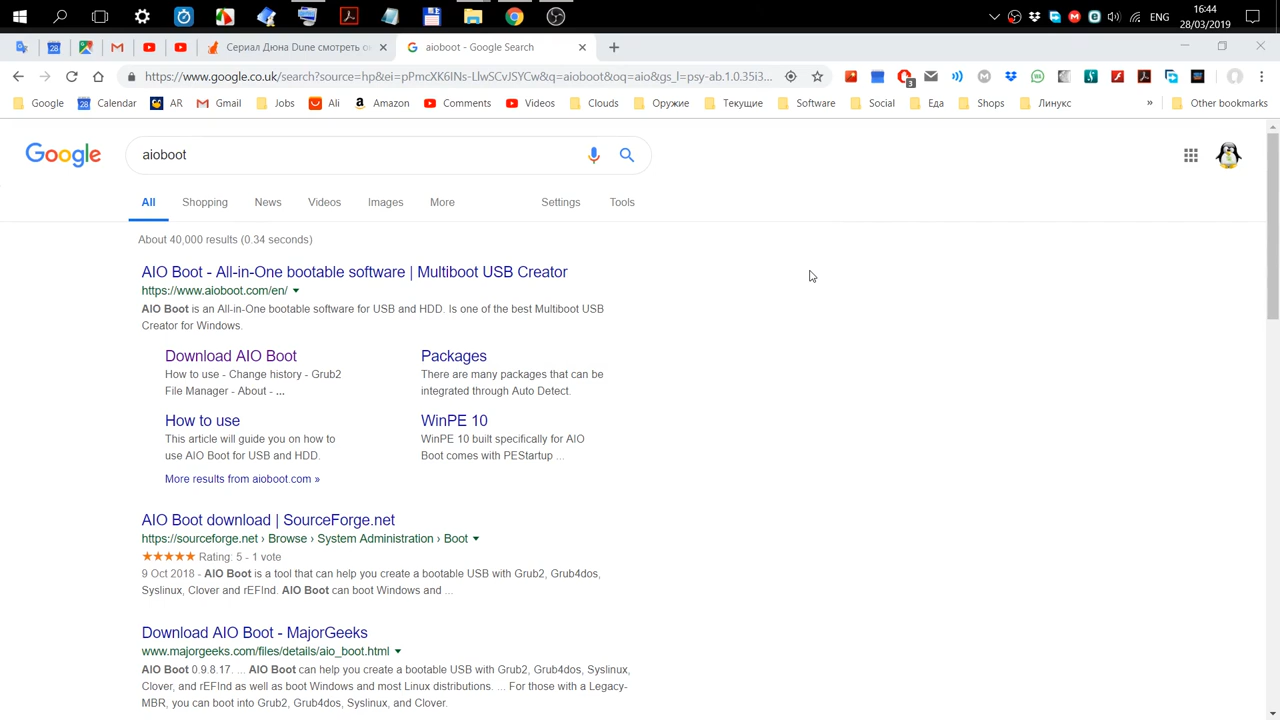 ENG
16:44
28/03/2019
Сериал Дюна Dune смотреть о
aioboot - Google Search
https://www.google.co.uk/search?source=hp&ei=pPmcXK6INs-UwSCvJSYCw&q=aioboot&oq=aio&gs_l=psy-ab.1.0.35i3...
3
Google
28 Calendar
AR
Gmail
Jobs
Ali
Amazon
Comments
Videos
Clouds
Оружие
Текущие
Software
Social
Еда
Shops
Линукс
»
Other bookmarks
Google
aioboot
All
Shopping
News
Videos
Images
More
Settings
Tools
About 40,000 results (0.34 seconds)
AIO Boot - All-in-One bootable software | Multiboot USB Creator
https://www.aioboot.com/en/
AIO Boot is an All-in-One bootable software for USB and HDD. Is one of the best Multiboot USB
Creator for Windows.
Download AIO Boot
How to use - Change history - Grub2
File Manager - About - ...
Packages
There are many packages that can be
integrated through Auto Detect.
How to use
This article will guide you on how to
use AIO Boot for USB and HDD.
WinPE 10
WinPE 10 built specifically for AIO
Boot comes with PEStartup ...
More results from aioboot.com »
AIO Boot download | SourceForge.net
https://sourceforge.net › Browse › System Administration › Boot
Rating: 5 - 1 vote
9 Oct 2018 - AIO Boot is a tool that can help you create a bootable USB with Grub2, Grub4dos,
Syslinux, Clover and rEFInd. AIO Boot can boot Windows and ...
Download AIO Boot - MajorGeeks
www.majorgeeks.com/files/details/aio_boot.html
AIO Boot 0.9.8.17. ... AIO Boot can help you create a bootable USB with Grub2, Grub4dos, Syslinux,
Clover, and rEFInd as well as boot Windows and most Linux distributions. ... For those with a Legacy-
MBR, you can boot into Grub2, Grub4dos, Syslinux, and Clover.